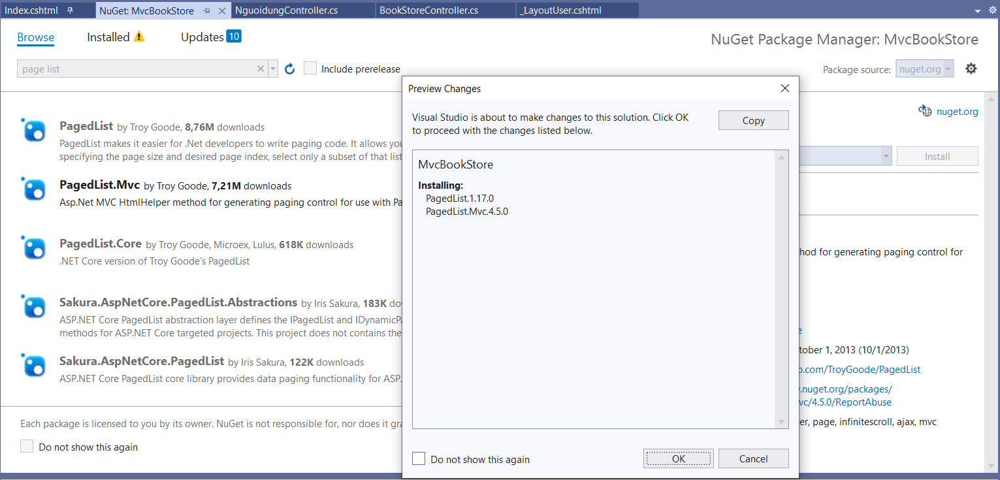 Index.cshtml NuGet: MvcBookStore NguoidungController.cs BookStoreController.cs _LayoutUser.cshtml
Browse Installed Updates 10
NuGet Package Manager: MvcBookStore
page list Include prerelease
Package source: nuget.org
PagedList by Troy Goode, 8,76M downloads
PagedList makes it easier for .Net developers to write paging code. It allows
specifying the page size and desired page index, select only a subset of that list
PagedList.Mvc by Troy Goode, 7,21M downloads
Asp.Net MVC HtmlHelper method for generating paging control for use with
PagedList.Core by Troy Goode, Microex, Lulus, 618K downloads
.NET Core version of Troy Goode's PagedList
Sakura.AspNetCore.PagedList.Abstractions by Iris Sakura, 183K
ASP.NET Core PagedList abstraction layer defines the IPagedList and
methods for ASP.NET Core targeted projects. This project does not contains the
Sakura.AspNetCore.PagedList by Iris Sakura, 122K downloads
ASP.NET Core PagedList core library provides data paging functionality for
Each package is licensed to you by its owner. NuGet is not responsible for, nor does it
Do not show this again
Preview Changes
Visual Studio is about to make changes to this solution. Click OK
to proceed with the changes listed below.
Copy
MvcBookStore
Installing:
PagedList.1.17.0
PagedList.Mvc.4.5.0
Do not show this again
OK Cancel
nuget.org
Install
for generating paging control for
1, 2013 (10/1/2013)
.com/TroyGoode/PagedList
.nuget.org/packages/
/4.5.0/ReportAbuse
page, infinitescroll, ajax, mvc